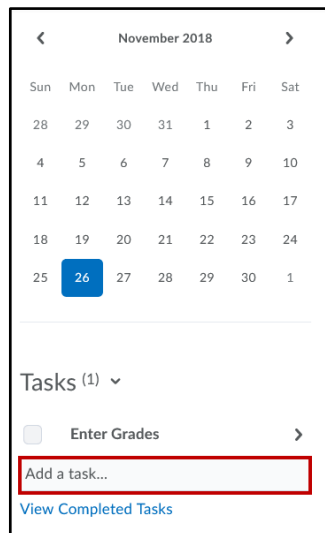 November 2018
Sun Mon Tue Wed Thu Fri Sat
28 29 30 31 1 2 3
4 5 6 7 8 9 10
11 12 13 14 15 16 17
18 19 20 21 22 23 24
25 26 27 28 29 30 1
Tasks (1)
Enter Grades
Add a task...
View Completed Tasks